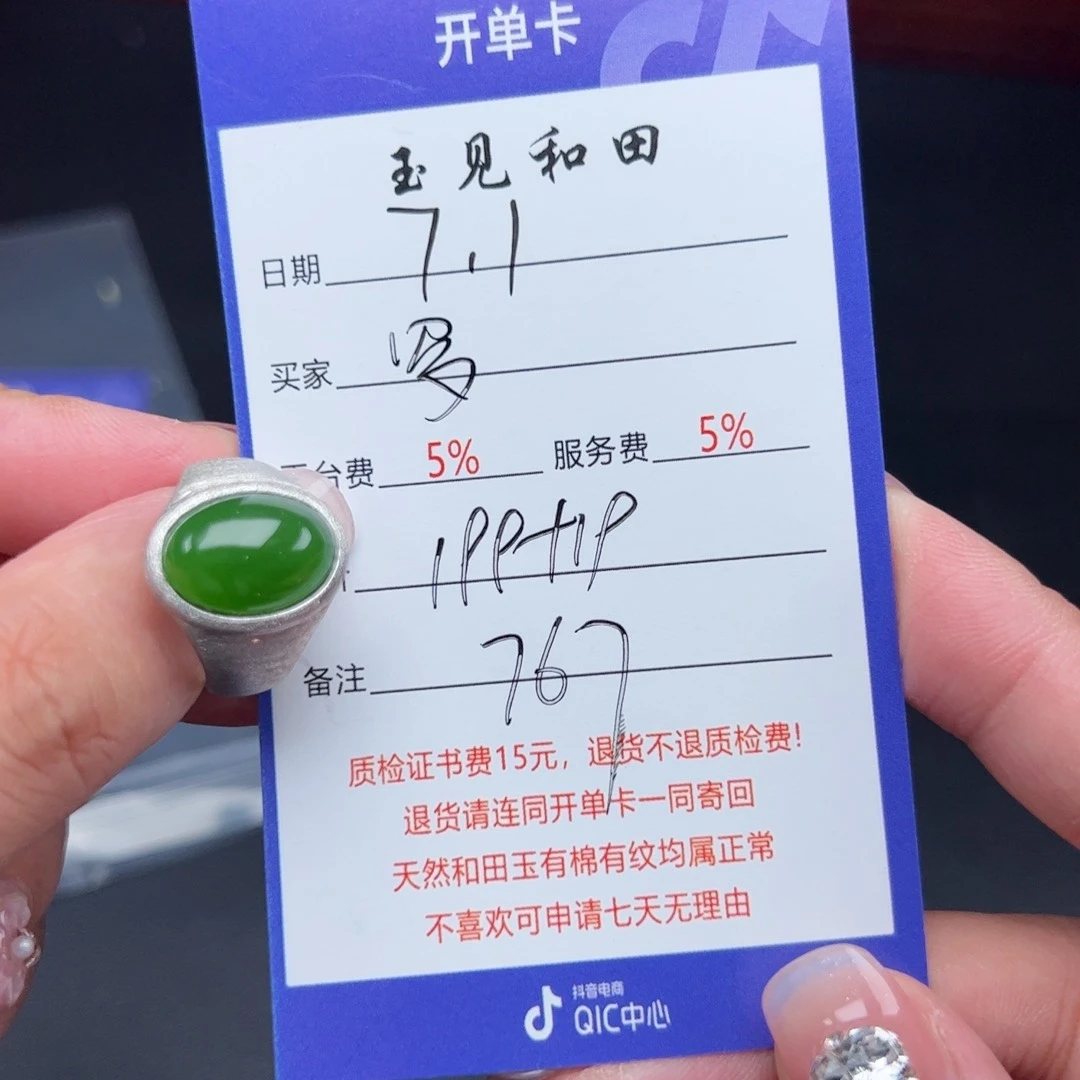 开单卡
玉见和田
日期 7.1
买家 罗
台费 5% 服务费 5%
199+19
备注 767
质检证书费15元，退货不退质检费!
退货请连同开单卡一同寄回
天然和田玉有棉有纹均属正常
不喜欢可申请七天无理由
抖音电商
QIC中心